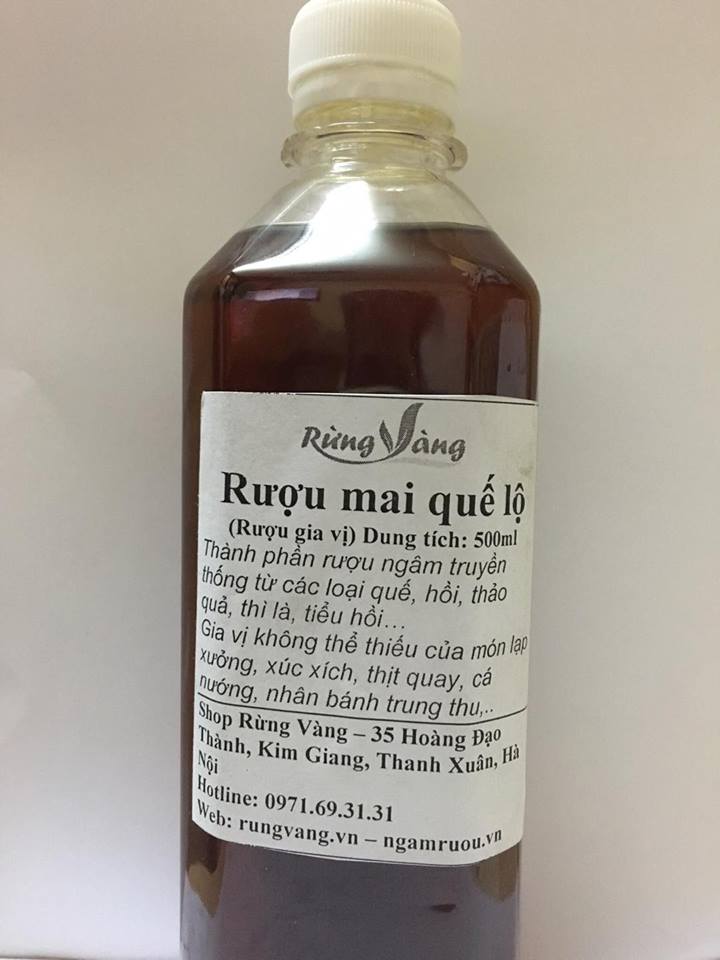 Rừng Vàng
Rượu mai quế lộ
(Rượu gia vị) Dung tích: 500ml
Thành phần rượu ngâm truyền
thống từ các loại quế, hồi, thảo
quả, thì là, tiểu hồi...
Gia vị không thể thiếu của món lạp
xưởng, xúc xích, thịt quay, cá
nướng, nhân bánh trung thu,..
Shop Rừng Vàng – 35 Hoàng Đạo
Thành, Kim Giang, Thanh Xuân, Hà
Nội
Hotline: 0971.69.31.31
Web: rungvang.vn – ngamruou.vn